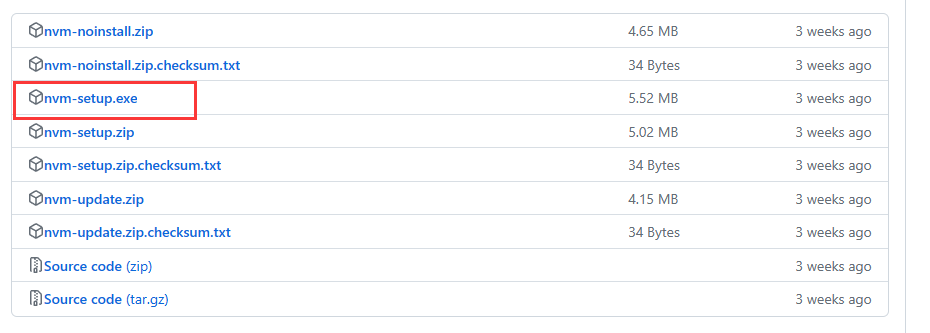 nvm-noinstall.zip 4.65 MB 3 weeks ago
nvm-noinstall.zip.checksum.txt 34 Bytes 3 weeks ago
nvm-setup.exe 5.52 MB 3 weeks ago
nvm-setup.zip 5.02 MB 3 weeks ago
nvm-setup.zip.checksum.txt 34 Bytes 3 weeks ago
nvm-update.zip 4.15 MB 3 weeks ago
nvm-update.zip.checksum.txt 34 Bytes 3 weeks ago
Source code (zip) 3 weeks ago
Source code (tar.gz) 3 weeks ago